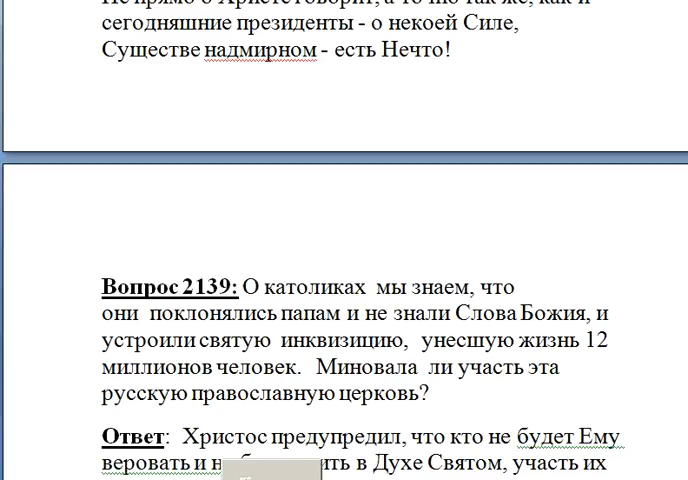 сегодняшние президенты - о некоей Силе,
Существе надмирном - есть Нечто!
Вопрос 2139: О католиках мы знаем, что
они поклонялись папам и не знали Слова Божия, и
устроили святую инквизицию, унесшую жизнь 12
миллионов человек. Миновала ли участь эта
русскую православную церковь?
Ответ: Христос предупредил, что кто не будет Ему
веровать и в Духе Святом, участь их